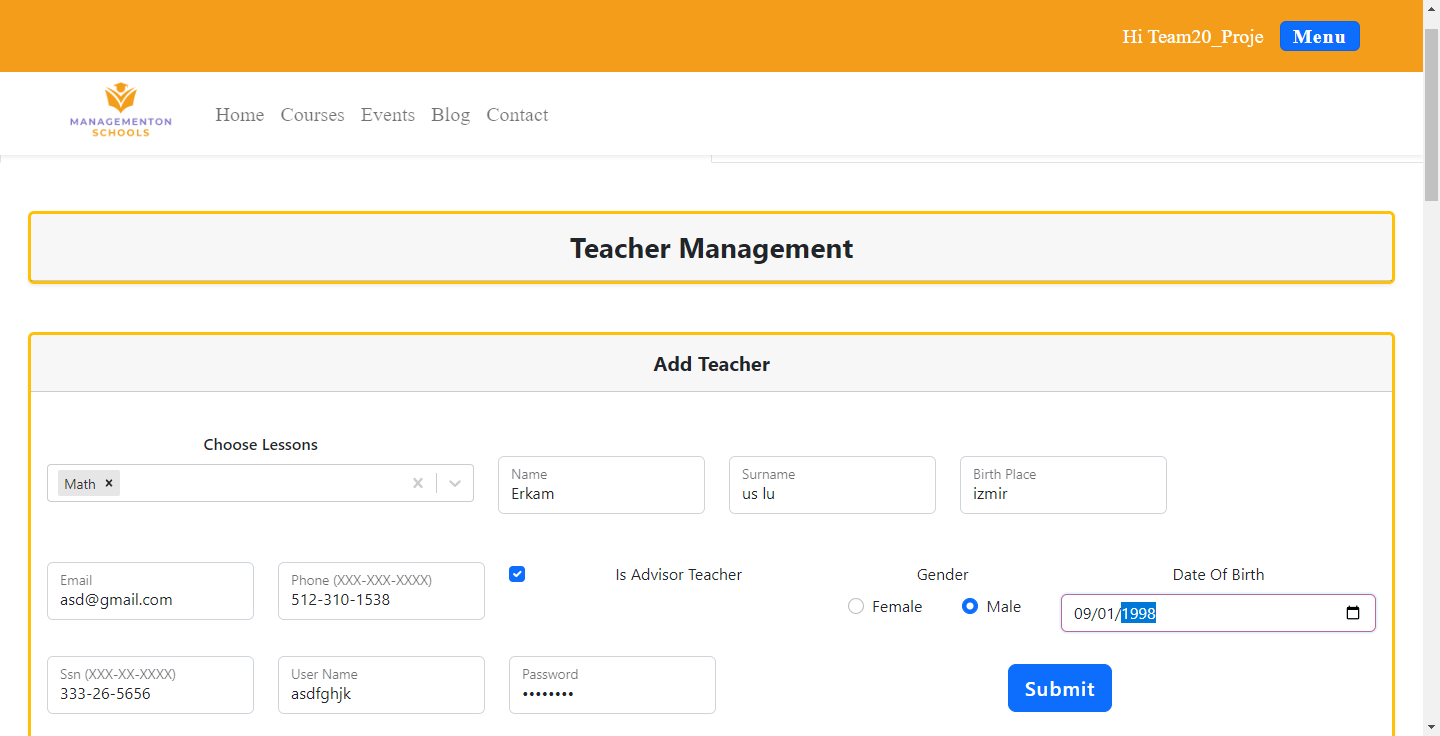 Hi Team20_Proje Menu
MANAGEMENTON
SCHOOLS
Home Courses Events Blog Contact
Teacher Management
Add Teacher
Choose Lessons
Math ×
Name
Erkam
Surname
us lu
Birth Place
izmir
Email
asd@gmail.com
Phone (XXX-XXX-XXXX)
512-310-1538
Is Advisor Teacher
Gender
Female Male
Date Of Birth
09/01/1998
Ssn (XXX-XX-XXXX)
333-26-5656
User Name
asdfghjk
Password
••••••••
Submit